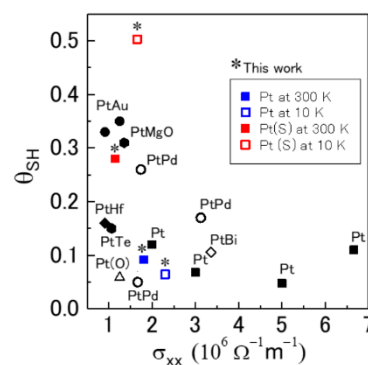 0.5
0.4
0.3
0.2
0.1
0.0
θSH
*
*This work
Pt at 300 K
Pt at 10 K
Pt(S) at 300 K
Pt (S) at 10 K
PtAu
PtMgO
*
PtPd
PtHf
PtPd
PtTe
Pt
PtBi
Pt
Pt(O)
*
*
Pt
Pt
PtPd
1 2 3 4 5 6 7
σxx (10⁶ Ω⁻¹m⁻¹)